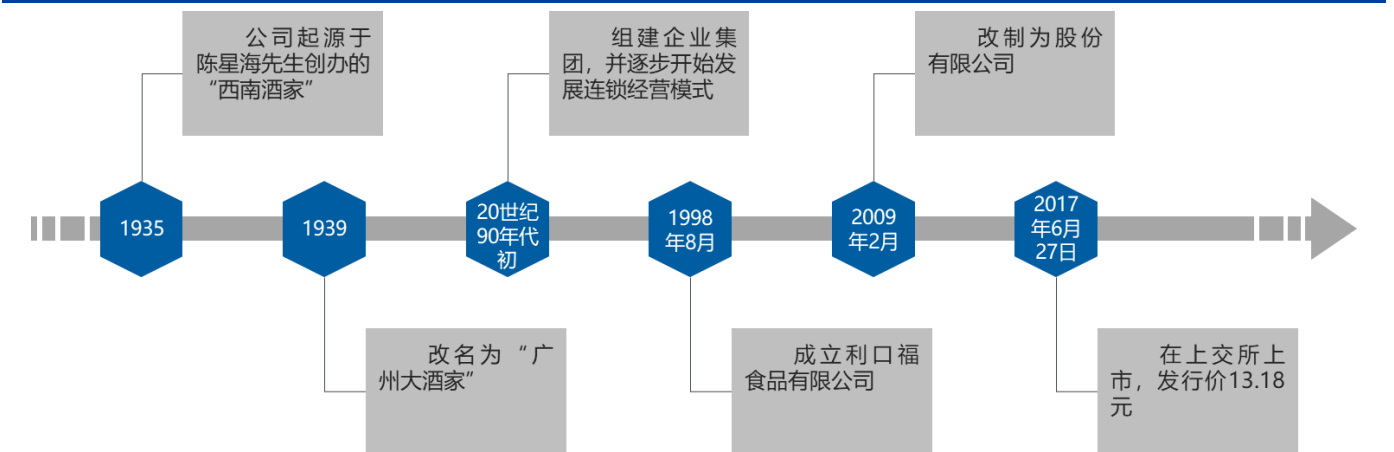 公司起源于
陈星海先生创办的
“西南酒家”
组建企业集
团，并逐步开始发
展连锁经营模式
改制为股份
有限公司
1935
1939
20世纪
90年代
初
1998
年8月
2009
年2月
2017
年6月
27日
改名为“广
州大酒家”
成立利口福
食品有限公司
在上交所上
市，发行价13.18
元